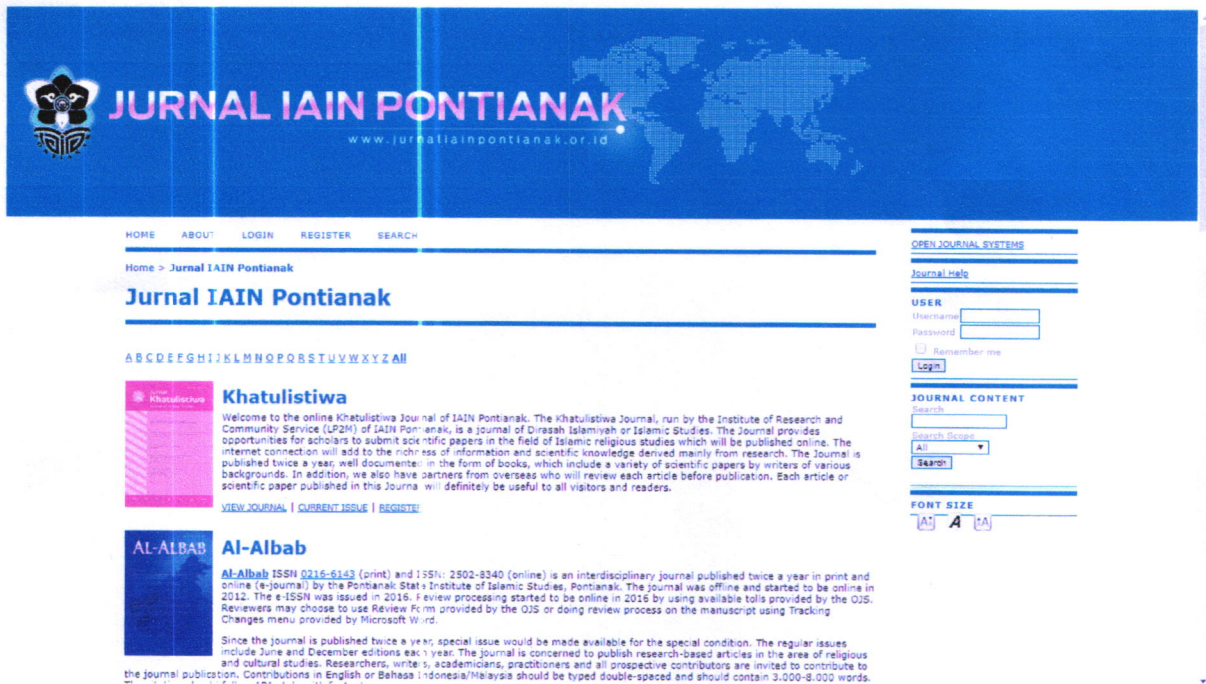 JURNAL IAIN PONTIANAK
www.jurnaliainpontianak.or.id
HOME ABOUT LOGIN REGISTER SEARCH
Home > Jurnal IAIN Pontianak
Jurnal IAIN Pontianak
A B C D E F G H I J K L M N O P Q R S T U V W X Y Z All
Khatulistiwa
Khatulistiwa
Welcome to the online Khatulistiwa Journal of IAIN Pontianak. The Khatulistiwa Journal, run by the Institute of Research and
Community Service (LP2M) of IAIN Pontianak, is a journal of Dirasah Islamiyah or Islamic Studies. The Journal provides
opportunities for scholars to submit scientific papers in the field of Islamic religious studies which will be published online. The
internet connection will add to the richness of information and scientific knowledge derived mainly from research. The Journal is
published twice a year, well documented in the form of books, which include a variety of scientific papers by writers of various
backgrounds. In addition, we also have partners from overseas who will review each article before publication. Each article or
scientific paper published in this Journal will definitely be useful to all visitors and readers.
VIEW JOURNAL | CURRENT ISSUE | REGISTER
AL-ALBAB
Al-Albab
Al-Albab ISSN 0216-6143 (print) and ISSN: 2502-8340 (online) is an interdisciplinary journal published twice a year in print and
online (e-journal) by the Pontianak State Institute of Islamic Studies, Pontianak. The journal was offline and started to be online in
2012. The e-ISSN was issued in 2016. Review processing started to be online in 2016 by using available tolls provided by the OJS.
Reviewers may choose to use Review Form provided by the OJS or doing review process on the manuscript using Tracking
Changes menu provided by Microsoft Word.
Since the journal is published twice a year, special issue would be made available for the special condition. The regular issues
include June and December editions each year. The journal is concerned to publish research-based articles in the area of religious
and cultural studies. Researchers, writers, academicians, practitioners and all prospective contributors are invited to contribute to
the journal publication. Contributions in English or Bahasa Indonesia/Malaysia should be typed double-spaced and should contain 3.000-8.000 words.
OPEN JOURNAL SYSTEMS
Journal Help
USER
Username
Password
Remember me
Login
JOURNAL CONTENT
Search
Search Scope
All
Search
FONT SIZE
A A A